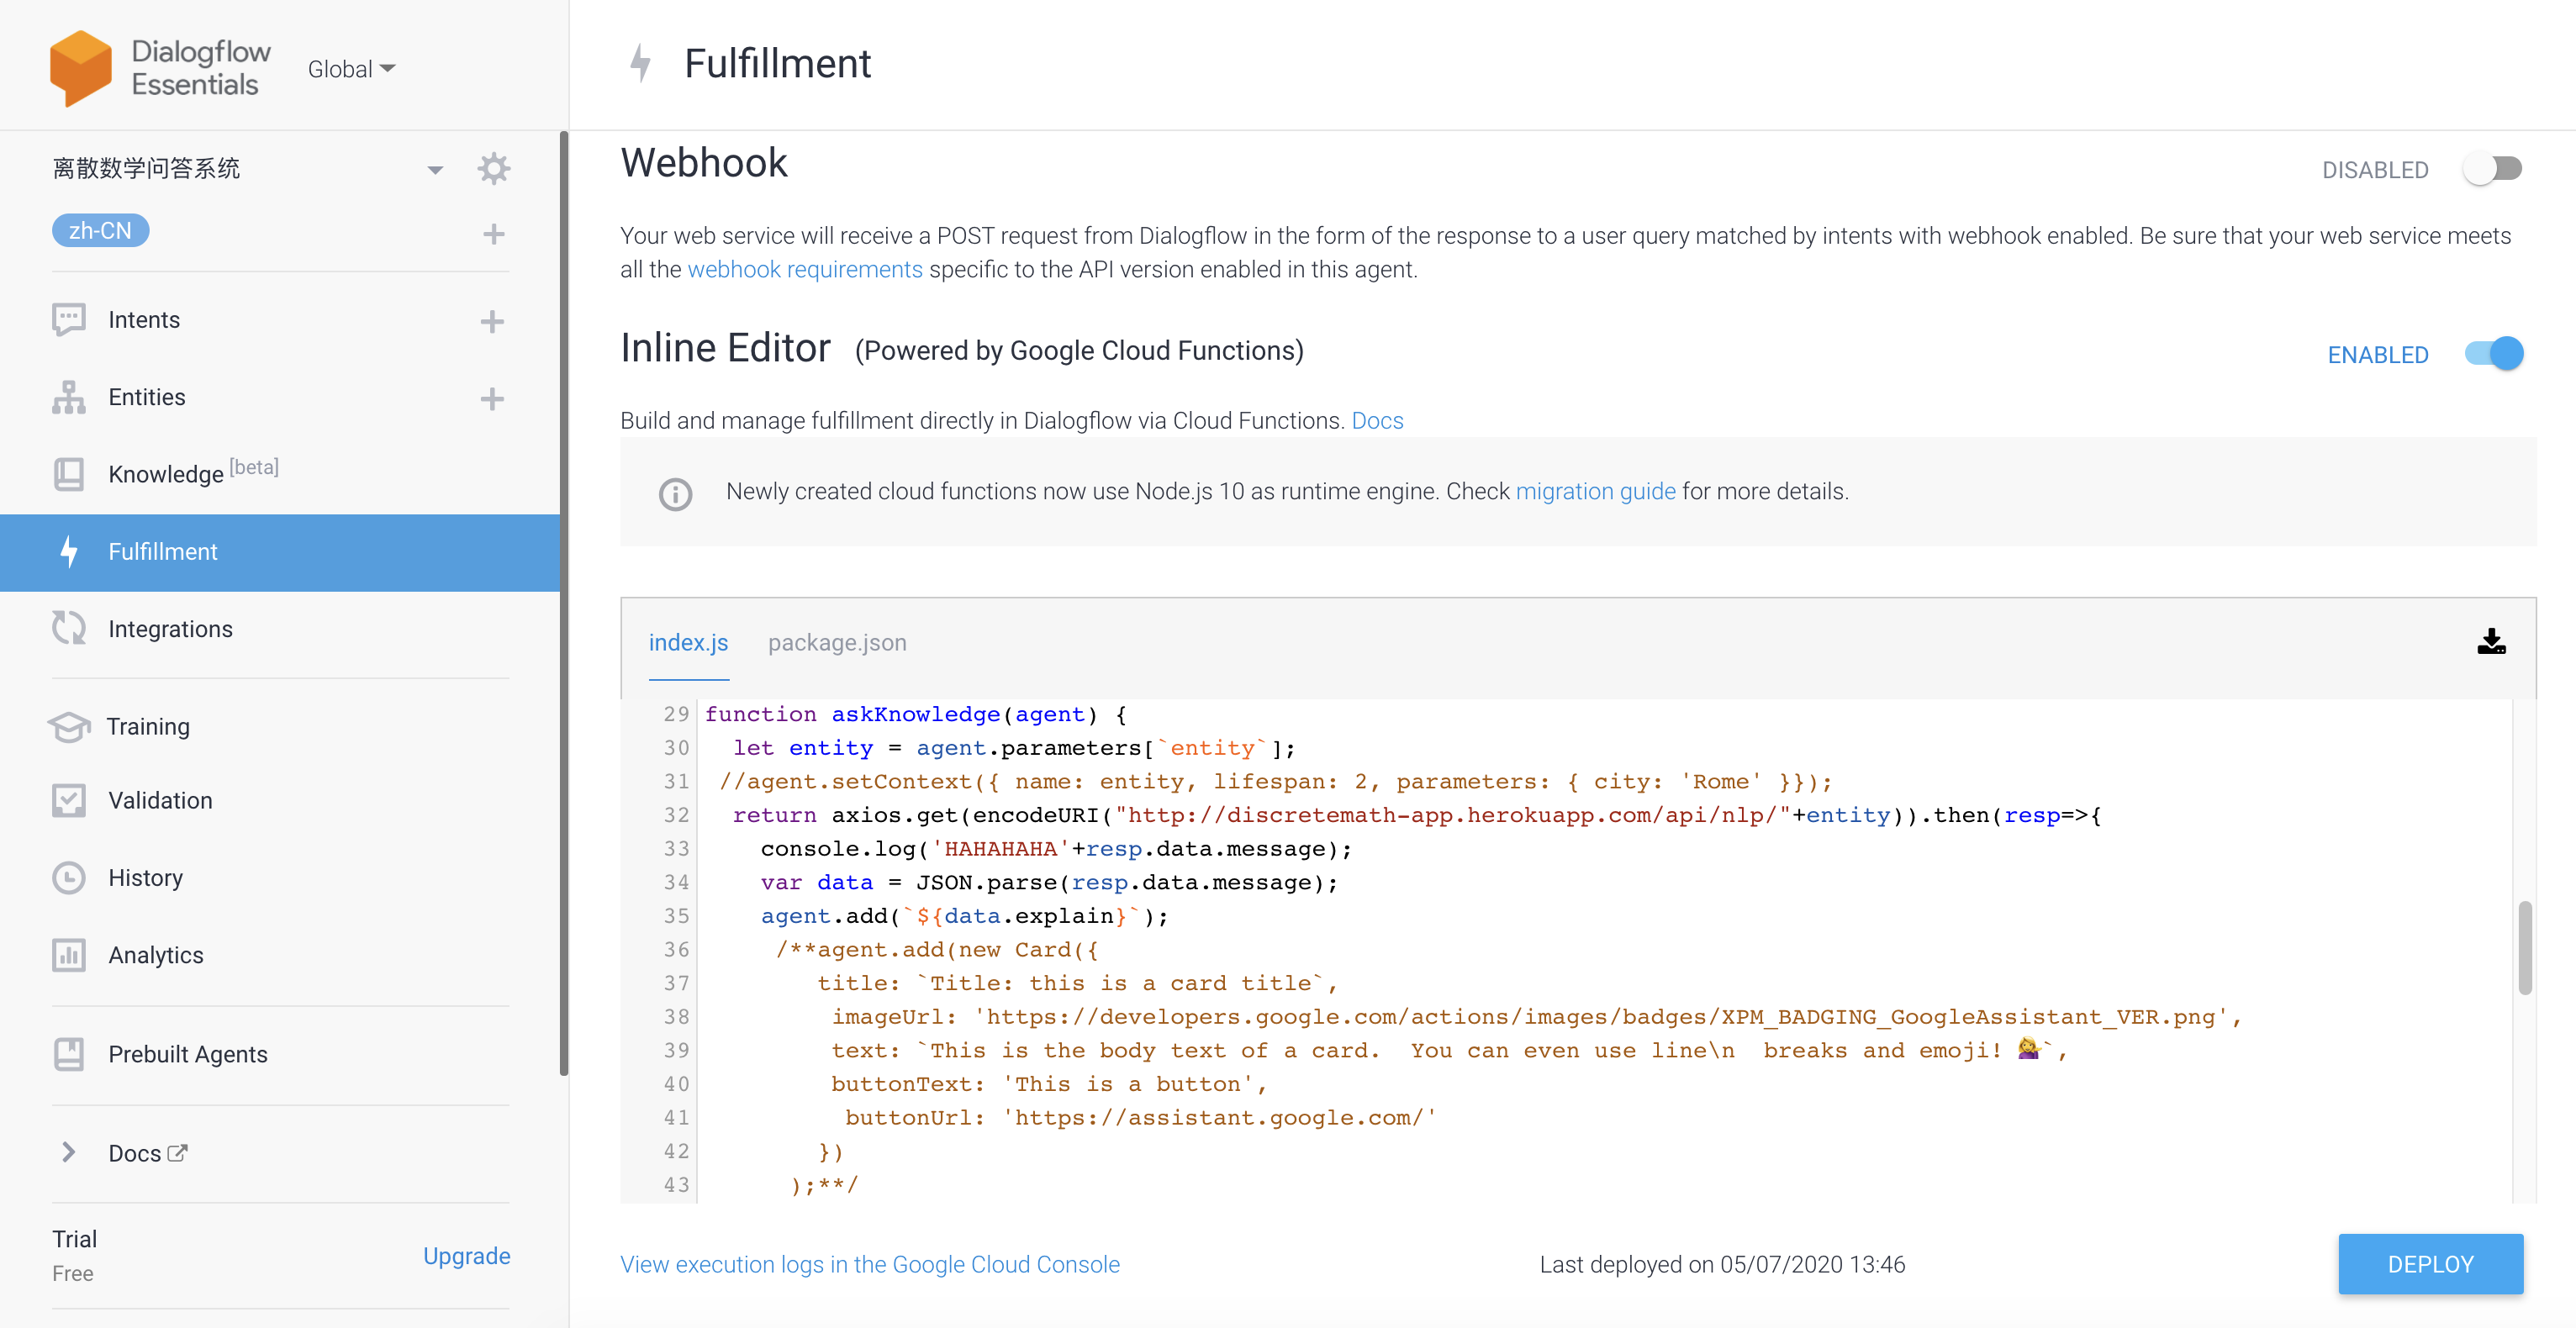 Dialogflow
Essentials
Global
离散数学问答系统
zh-CN
Intents
Entities
Knowledge [beta]
Fulfillment
Integrations
Training
Validation
History
Analytics
Prebuilt Agents
Docs
Trial
Free
Upgrade
Fulfillment
Webhook
DISABLED
Your web service will receive a POST request from Dialogflow in the form of the response to a user query matched by intents with webhook enabled. Be sure that your web service meets
all the webhook requirements specific to the API version enabled in this agent.
Inline Editor (Powered by Google Cloud Functions)
ENABLED
Build and manage fulfillment directly in Dialogflow via Cloud Functions. Docs
Newly created cloud functions now use Node.js 10 as runtime engine. Check migration guide for more details.
index.js package.json
29 function askKnowledge(agent) {
30 let entity = agent.parameters[`entity`];
31 //agent.setContext({ name: entity, lifespan: 2, parameters: { city: 'Rome' }});
32 return axios.get(encodeURI("http://discretemath-app.herokuapp.com/api/nlp/"+entity)).then(resp=>{
33 console.log('HAHAHAHA'+resp.data.message);
34 var data = JSON.parse(resp.data.message);
35 agent.add(`${data.explain}`);
36 /**agent.add(new Card({
37 title: `Title: this is a card title`,
38 imageUrl: 'https://developers.google.com/actions/images/badges/XPM_BADGING_GoogleAssistant_VER.png',
39 text: `This is the body text of a card.  You can even use line\n  breaks and emoji! 💁`,
40 buttonText: 'This is a button',
41 buttonUrl: 'https://assistant.google.com/'
42 })
43 );**/
View execution logs in the Google Cloud Console
Last deployed on 05/07/2020 13:46
DEPLOY